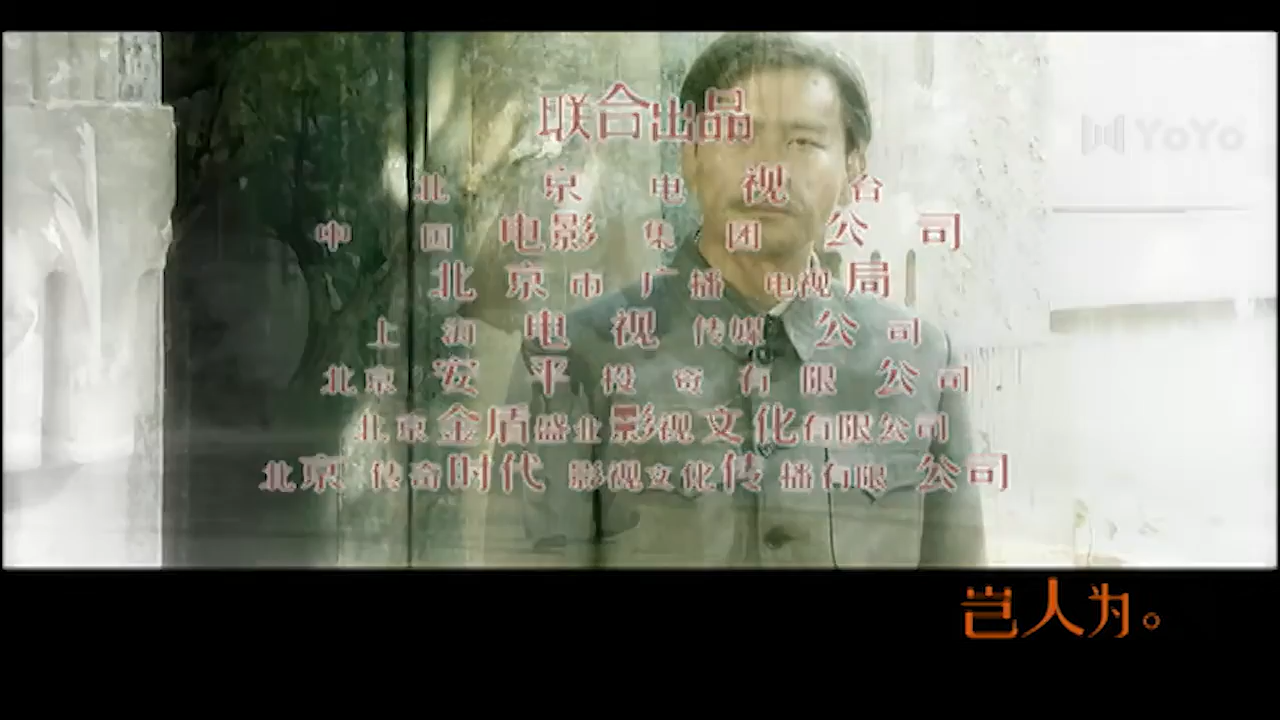 联合出品
YoYo
北京电视台
中国电影集团公司
北京市广播电视局
上海电视传媒公司
北京安平投资有限公司
北京金盾盛业影视文化有限公司
北京传奇时代影视文化传播有限公司
岂人为。